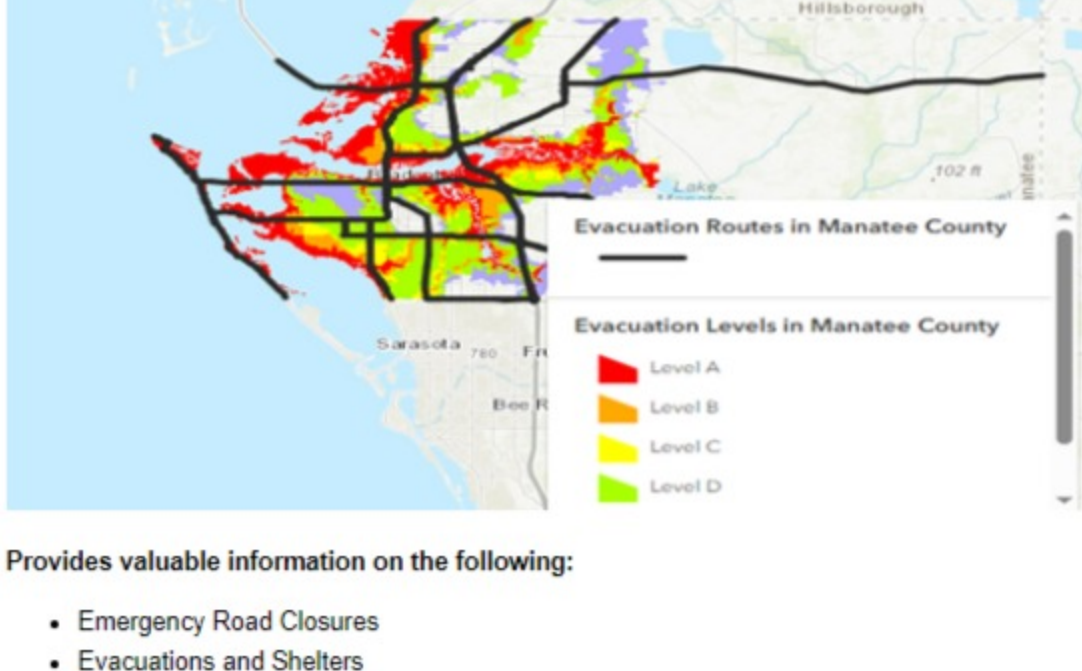 Hillsborough
102 ft
Lake
Evacuation Routes in Manatee County
Evacuation Levels in Manatee County
Sarasota
780
Level A
Level B
Level C
Level D
Provides valuable information on the following:
• Emergency Road Closures
• Evacuations and Shelters